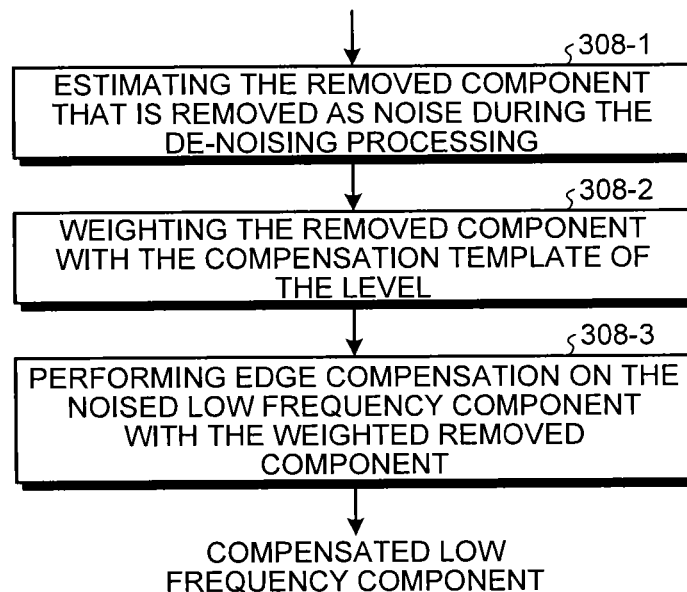 308-1
ESTIMATING THE REMOVED COMPONENT
THAT IS REMOVED AS NOISE DURING THE
DE-NOISING PROCESSING
308-2
WEIGHTING THE REMOVED COMPONENT
WITH THE COMPENSATION TEMPLATE OF
THE LEVEL
308-3
PERFORMING EDGE COMPENSATION ON THE
NOISED LOW FREQUENCY COMPONENT
WITH THE WEIGHTED REMOVED
COMPONENT
COMPENSATED LOW
FREQUENCY COMPONENT